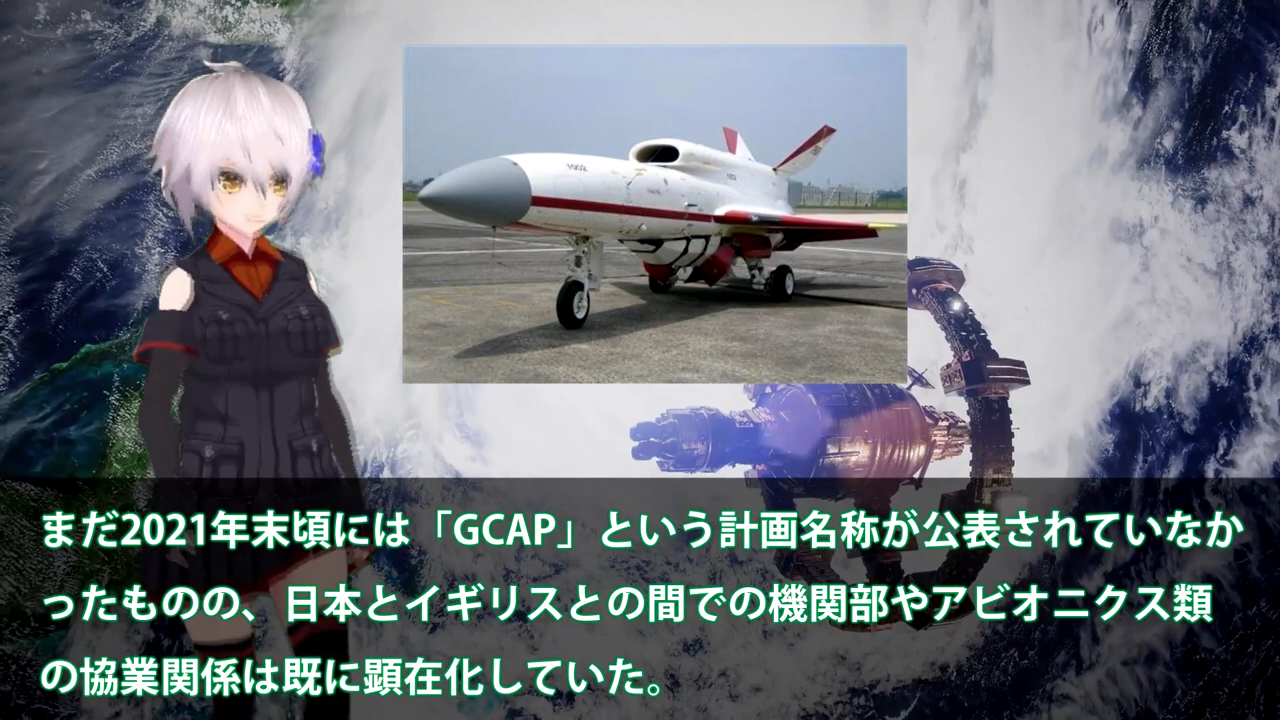 1002
1002
まだ2021年末頃には「GCAP」という計画名称が公表されていなか
ったものの、日本とイギリスとの間での機関部やアビオニクス類
の協業関係は既に顕在化していた。